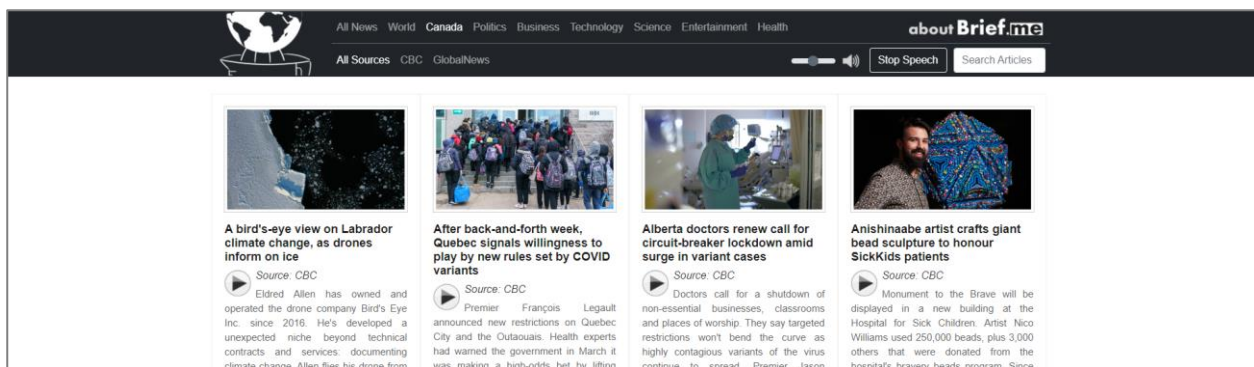 All News World Canada Politics Business Technology Science Entertainment Health
about Brief.me
All Sources CBC GlobalNews
Stop Speech
Search Articles
A bird's-eye view on Labrador
climate change, as drones
inform on ice
Source: CBC
Eldred Allen has owned and
operated the drone company Bird's Eye
Inc. since 2016. He's developed a
unexpected niche beyond technical
contracts and services: documenting
climate change. Allen flies his drone from
After back-and-forth week,
Quebec signals willingness to
play by new rules set by COVID
variants
Source: CBC
Premier François Legault
announced new restrictions on Quebec
City and the Outaouais. Health experts
had warned the government in March it
was making a high-odds bet by lifting
Alberta doctors renew call for
circuit-breaker lockdown amid
surge in variant cases
Source: CBC
Doctors call for a shutdown of
non-essential businesses, classrooms
and places of worship. They say targeted
restrictions won't bend the curve as
highly contagious variants of the virus
continue to spread. Premier Jason
Anishinaabe artist crafts giant
bead sculpture to honour
SickKids patients
Source: CBC
Monument to the Brave will be
displayed in a new building at the
Hospital for Sick Children. Artist Nico
Williams used 250,000 beads, plus 3,000
others that were donated from the
hospital's bravery beads program. Since